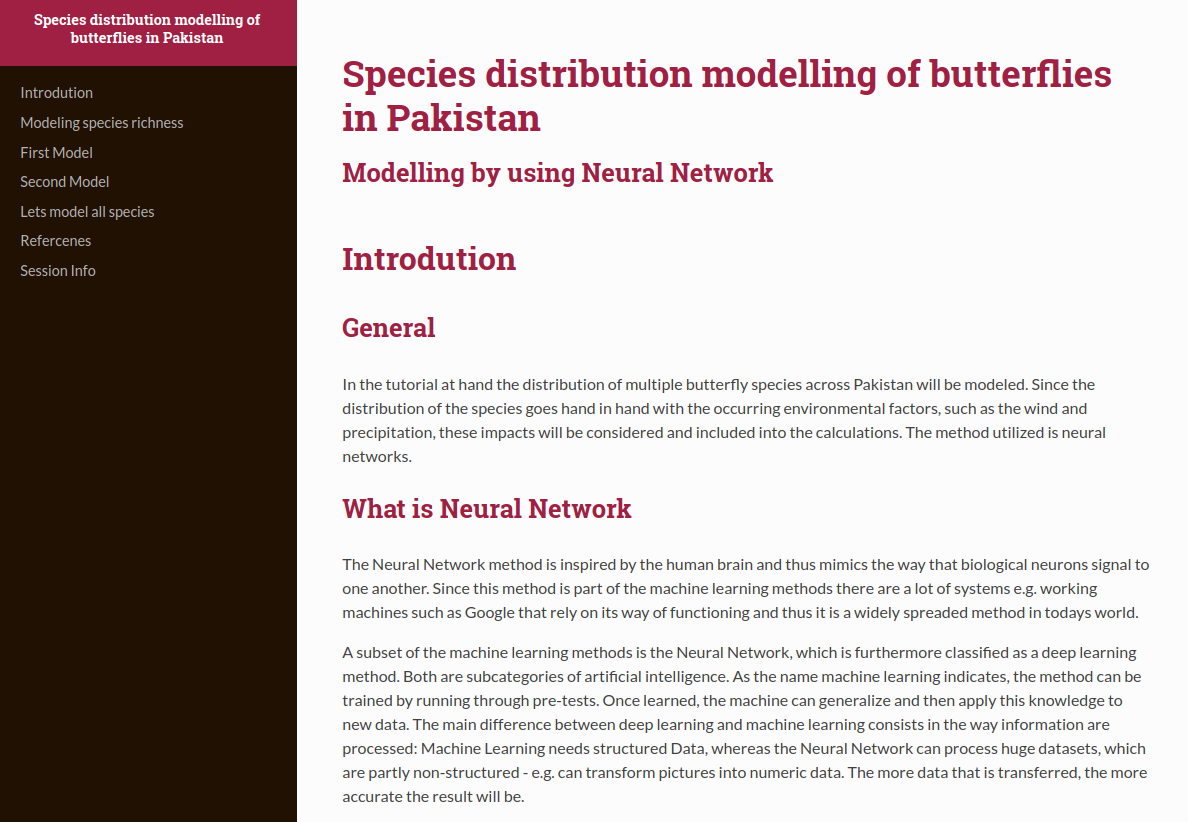 Species distribution modelling of
butterflies in Pakistan
Introdution
Modeling species richness
First Model
Second Model
Lets model all species
Refercenes
Session Info
Species distribution modelling of butterflies
in Pakistan
Modelling by using Neural Network
Introdution
General
In the tutorial at hand the distribution of multiple butterfly species across Pakistan will be modeled. Since the
distribution of the species goes hand in hand with the occurring environmental factors, such as the wind and
precipitation, these impacts will be considered and included into the calculations. The method utilized is neural
networks.
What is Neural Network
The Neural Network method is inspired by the human brain and thus mimics the way that biological neurons signal to
one another. Since this method is part of the machine learning methods there are a lot of systems e.g. working
machines such as Google that rely on its way of functioning and thus it is a widely spreaded method in todays world.
A subset of the machine learning methods is the Neural Network, which is furthermore classified as a deep learning
method. Both are subcategories of artificial intelligence. As the name machine learning indicates, the method can be
trained by running through pre-tests. Once learned, the machine can generalize and then apply this knowledge to
new data. The main difference between deep learning and machine learning consists in the way information are
processed: Machine Learning needs structured Data, whereas the Neural Network can process huge datasets, which
are partly non-structured - e.g. can transform pictures into numeric data. The more data that is transferred, the more
accurate the result will be.